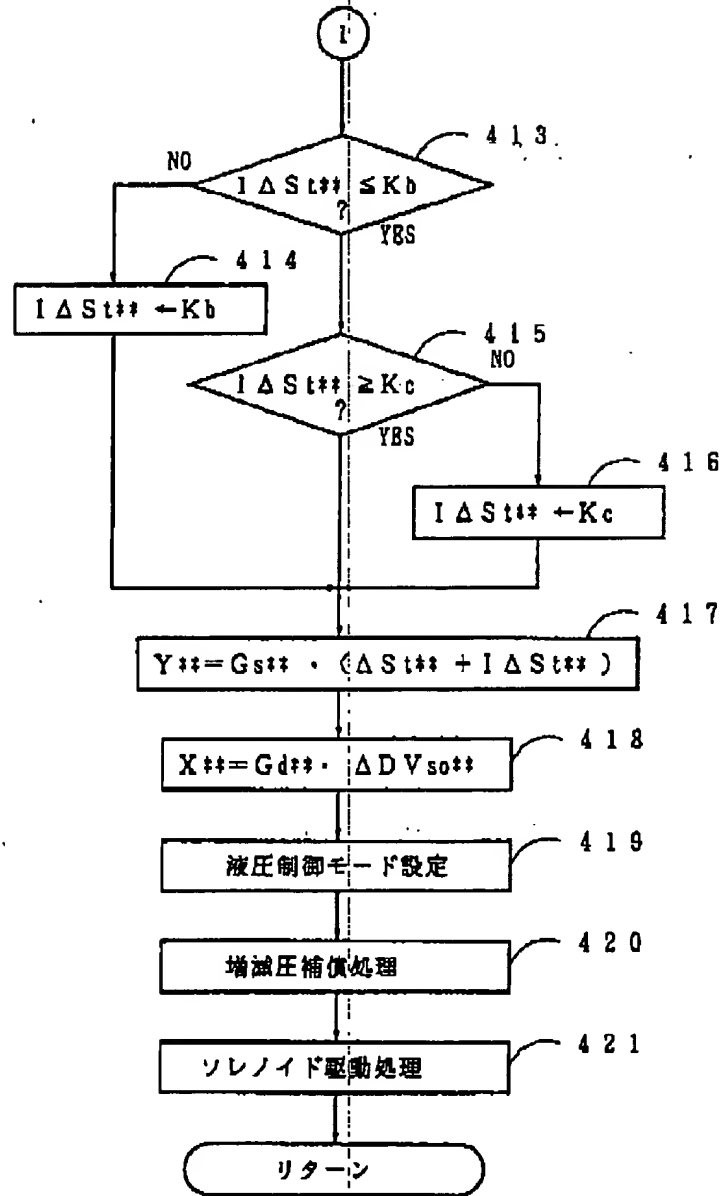 1
413
NO
IΔSt** ≦Kb
?
YES
414
IΔSt** ←Kb
415
NO
IΔSt** ≧Kc
?
YES
416
IΔSt** ←Kc
417
Y**=Gs** · (ΔSt** + IΔSt** )
418
X**=Gd** · ΔDVso**
419
液圧制御モード設定
420
増減圧補償処理
421
ソレノイド駆動処理
リターン